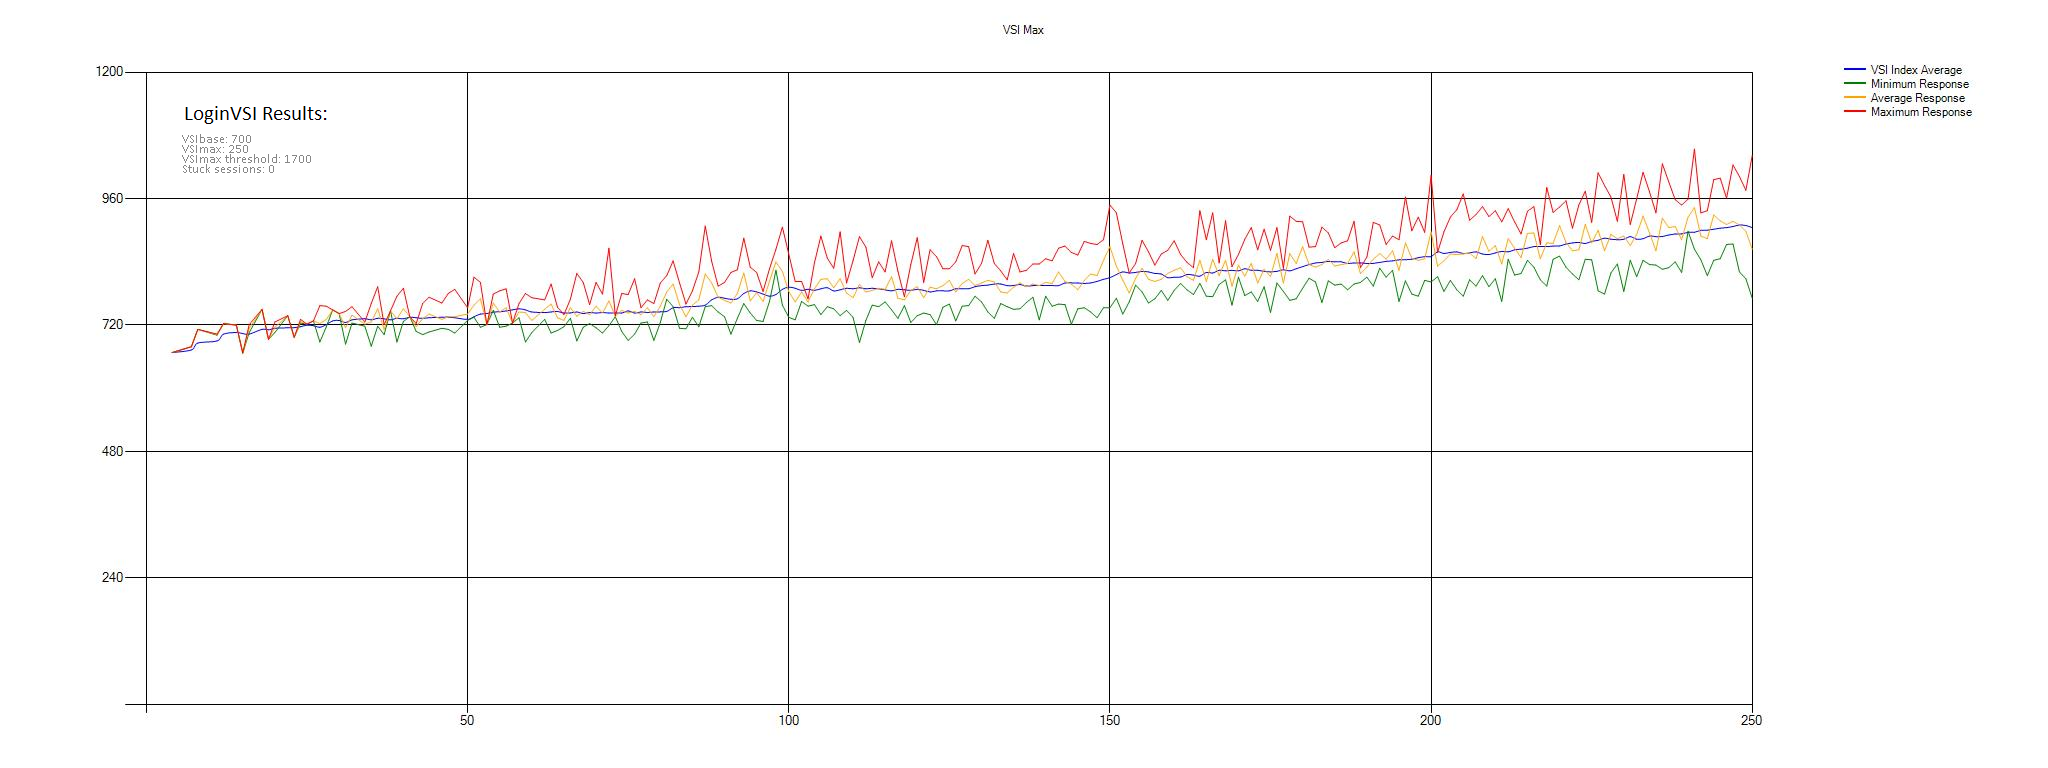 VSI Max
1200
960
720
480
240
LoginVSI Results:
VSIbase: 700
VSImax: 250
VSImax threshold: 1700
Stuck sessions: 0
VSI Index Average
Minimum Response
Average Response
Maximum Response
50 100 150 200 250